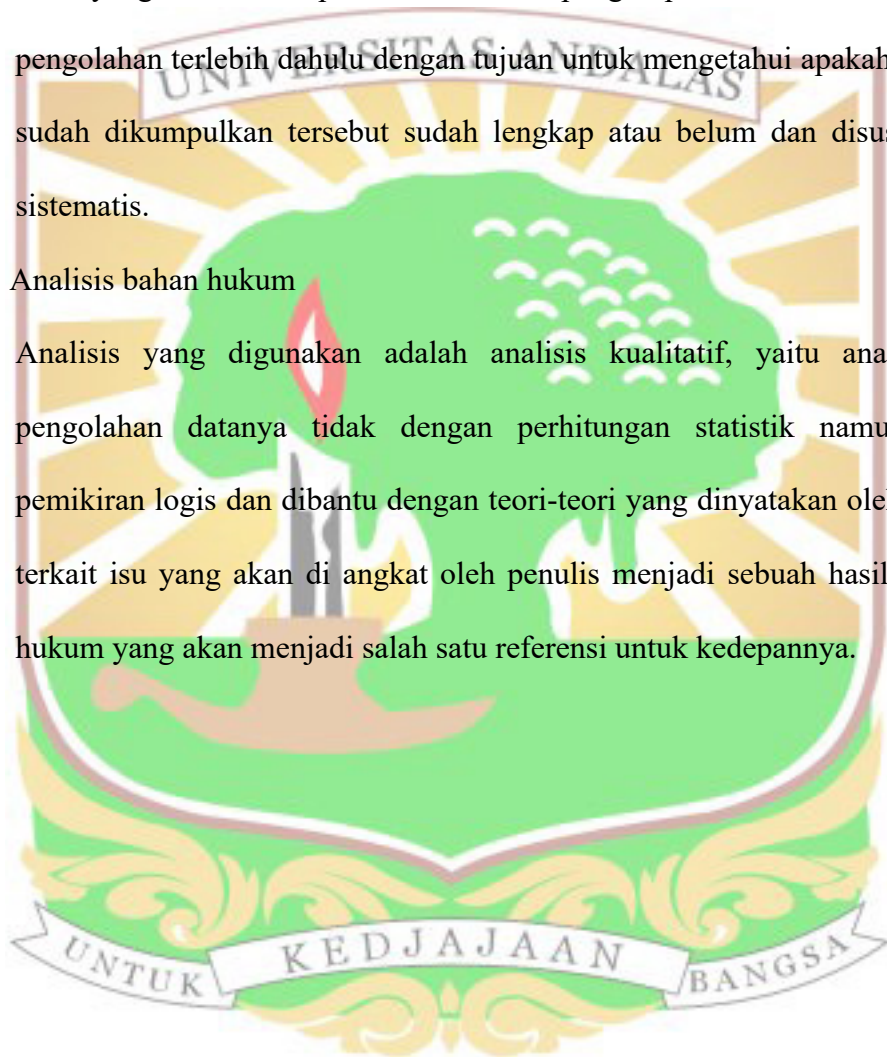 pengolahan terlebih dahulu dengan tujuan untuk mengetahui apakah
UNIVERSITAS ANDALAS
sudah dikumpulkan tersebut sudah lengkap atau belum dan disus
sistematis.
Analisis bahan hukum
Analisis yang digunakan adalah analisis kualitatif, yaitu ana
pengolahan datanya tidak dengan perhitungan statistik namu
pemikiran logis dan dibantu dengan teori-teori yang dinyatakan oleh
terkait isu yang akan di angkat oleh penulis menjadi sebuah hasil
hukum yang akan menjadi salah satu referensi untuk kedepannya.
UNTUK KEDJAJAAN BANGSA